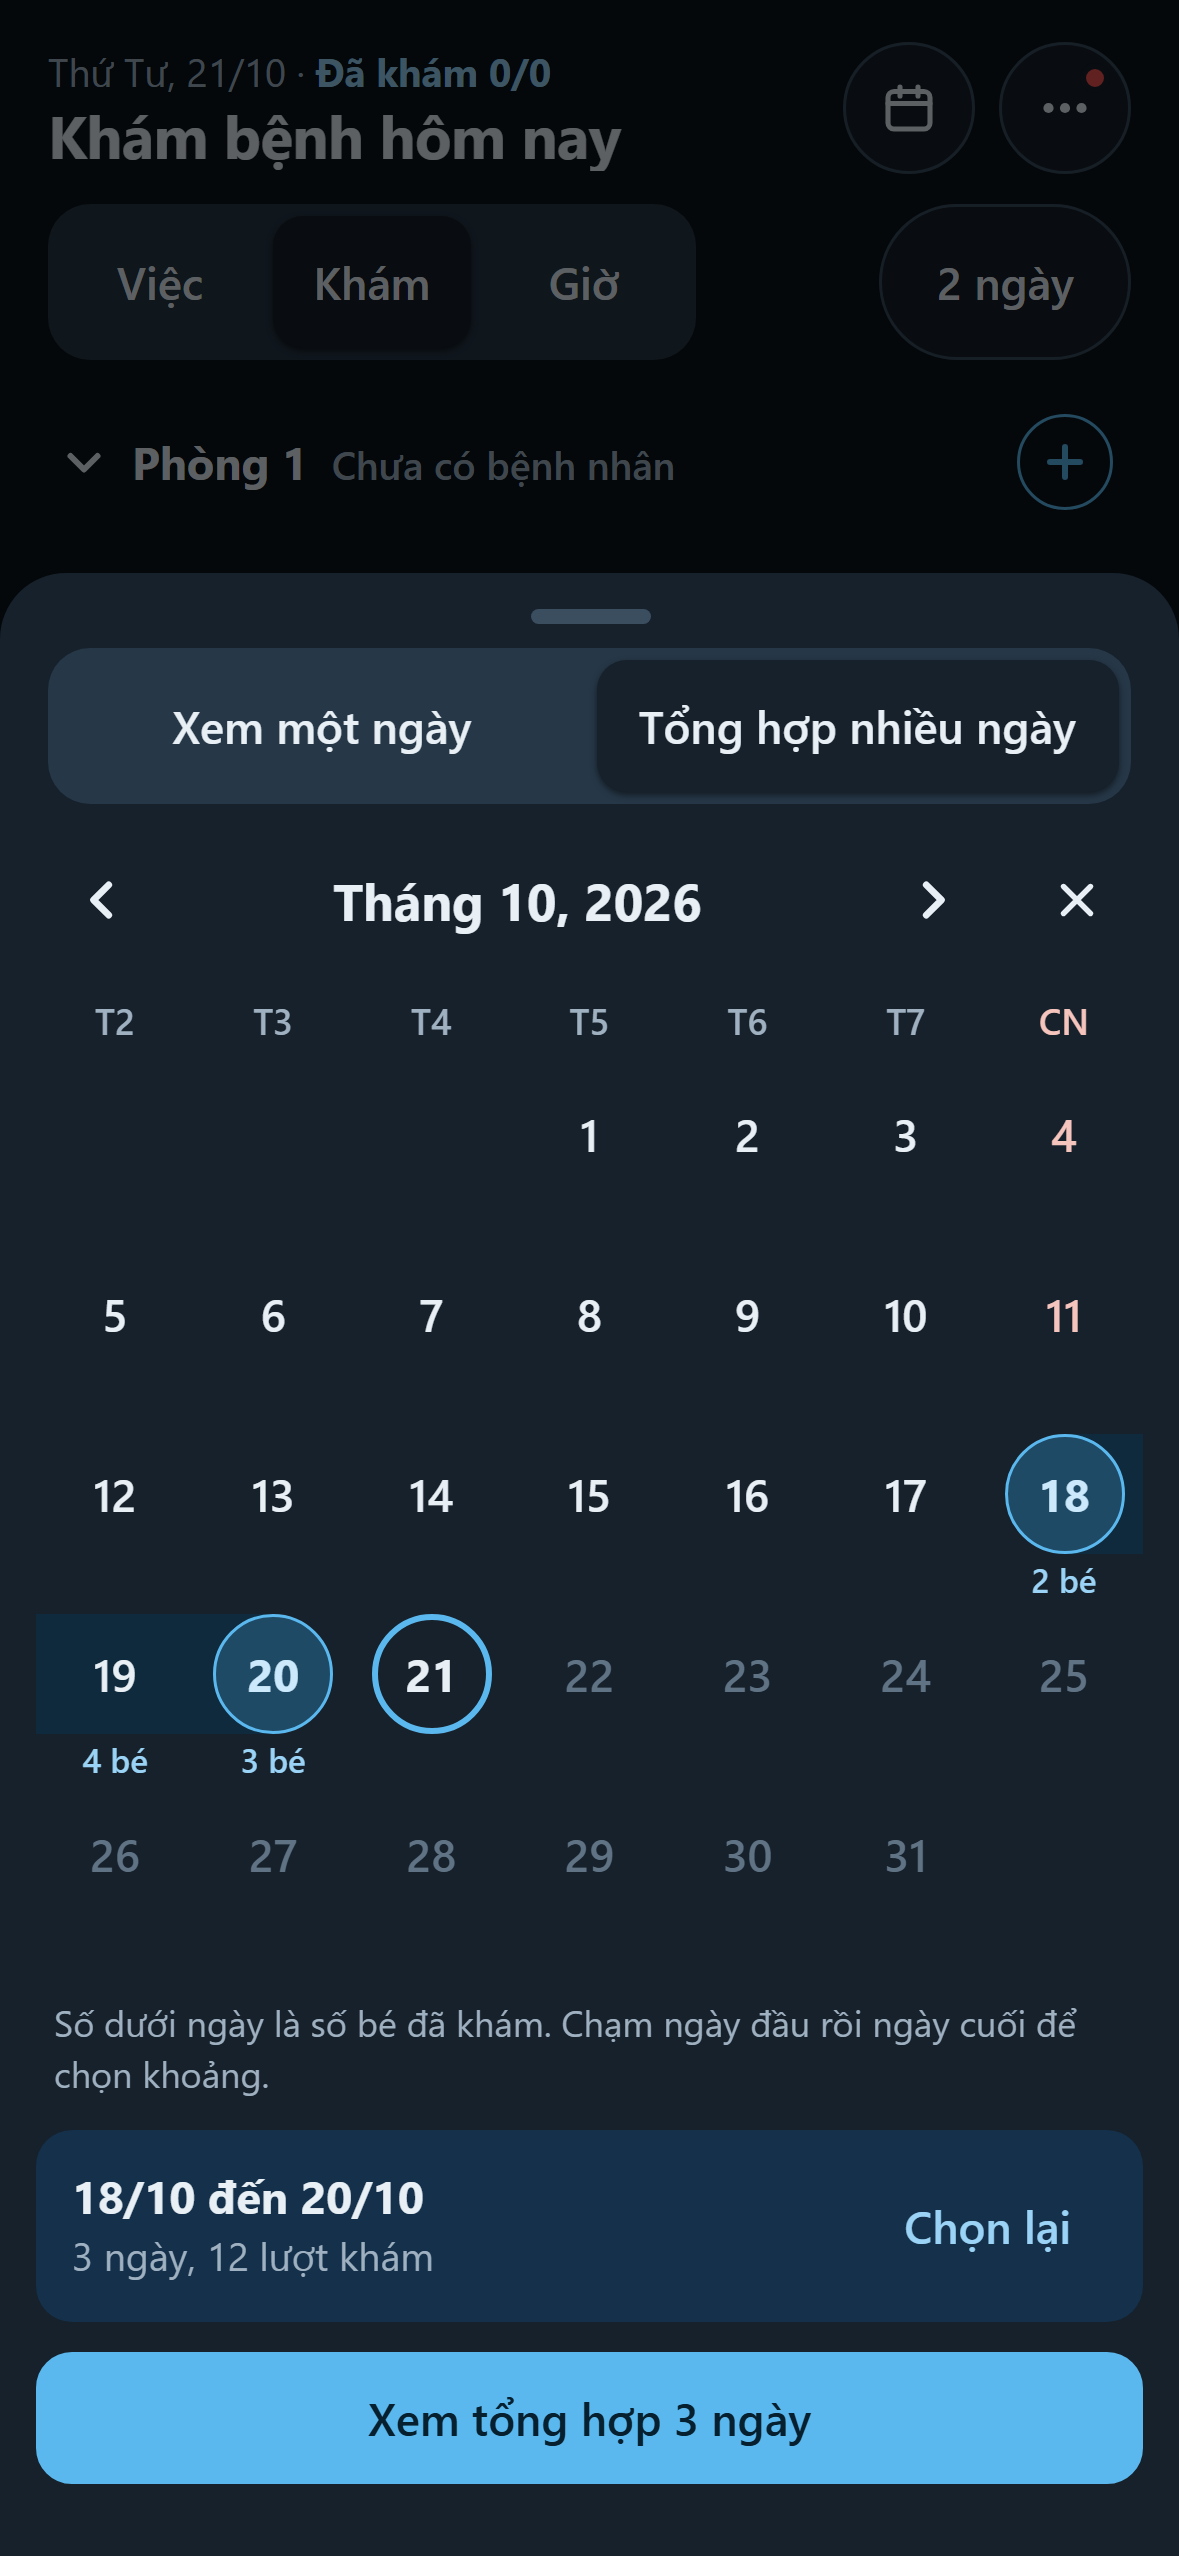 Thứ Tư, 21/10 · Đã khám 0/0
Khám bệnh hôm nay
Việc Khám Giờ 2 ngày
Phòng 1 Chưa có bệnh nhân
Xem một ngày Tổng hợp nhiều ngày
Tháng 10, 2026
T2 T3 T4 T5 T6 T7 CN
1 2 3 4
5 6 7 8 9 10 11
12 13 14 15 16 17 18
2 bé
19 20 21 22 23 24 25
4 bé 3 bé
26 27 28 29 30 31
Số dưới ngày là số bé đã khám. Chạm ngày đầu rồi ngày cuối để
chọn khoảng.
18/10 đến 20/10
3 ngày, 12 lượt khám
Chọn lại
Xem tổng hợp 3 ngày